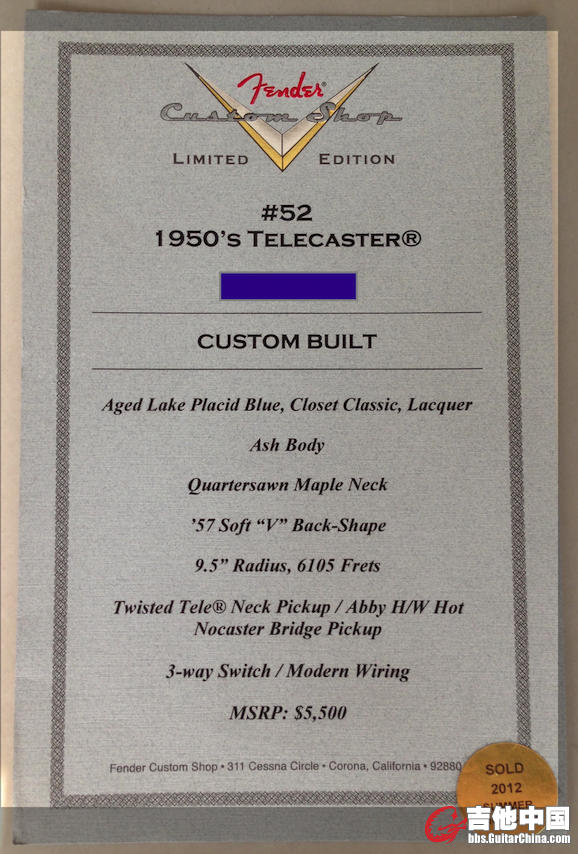 Fender®
Custom Shop
LIMITED EDITION
#52
1950'S TELECASTER®
CUSTOM BUILT
Aged Lake Placid Blue, Closet Classic, Lacquer
Ash Body
Quartersawn Maple Neck
'57 Soft “V” Back-Shape
9.5” Radius, 6105 Frets
Twisted Tele® Neck Pickup / Abby H/W Hot
Nocaster Bridge Pickup
3-way Switch / Modern Wiring
MSRP: $5,500
Fender Custom Shop • 311 Cessna Circle • Corona, California • 92880
SOLD
2012
SUMMER
吉他中国
bbs.GuitarChina.com